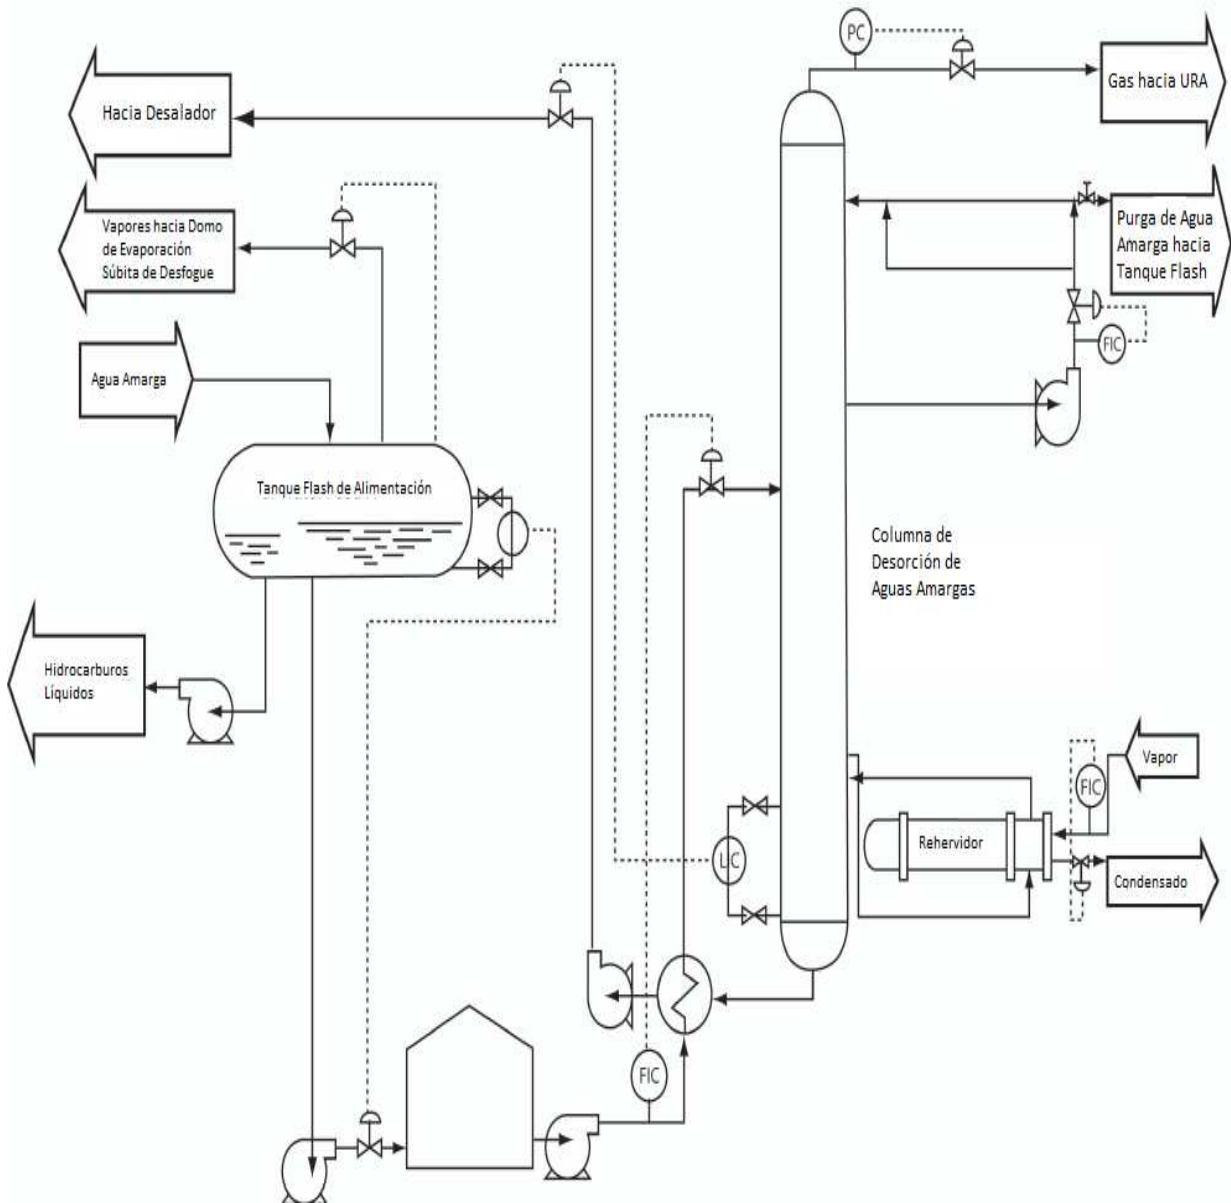 PC
Gas hacia URA
Hacia Desalador
Vapores hacia Domo
de Evaporación
Súbita de Desfogue
Purga de Agua
Amarga hacia
Tanque Flash
FIC
Agua Amarga
Tanque Flash de Alimentación
Columna de
Desorción de
Aguas Amargas
Hidrocarburos
Líquidos
Vapor
FIC
Rehervidor
LIC
Condensado
FIC